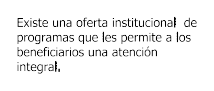 Existe una oferta institucional de
programas que les permite a los
beneficiarios una atención
integral.